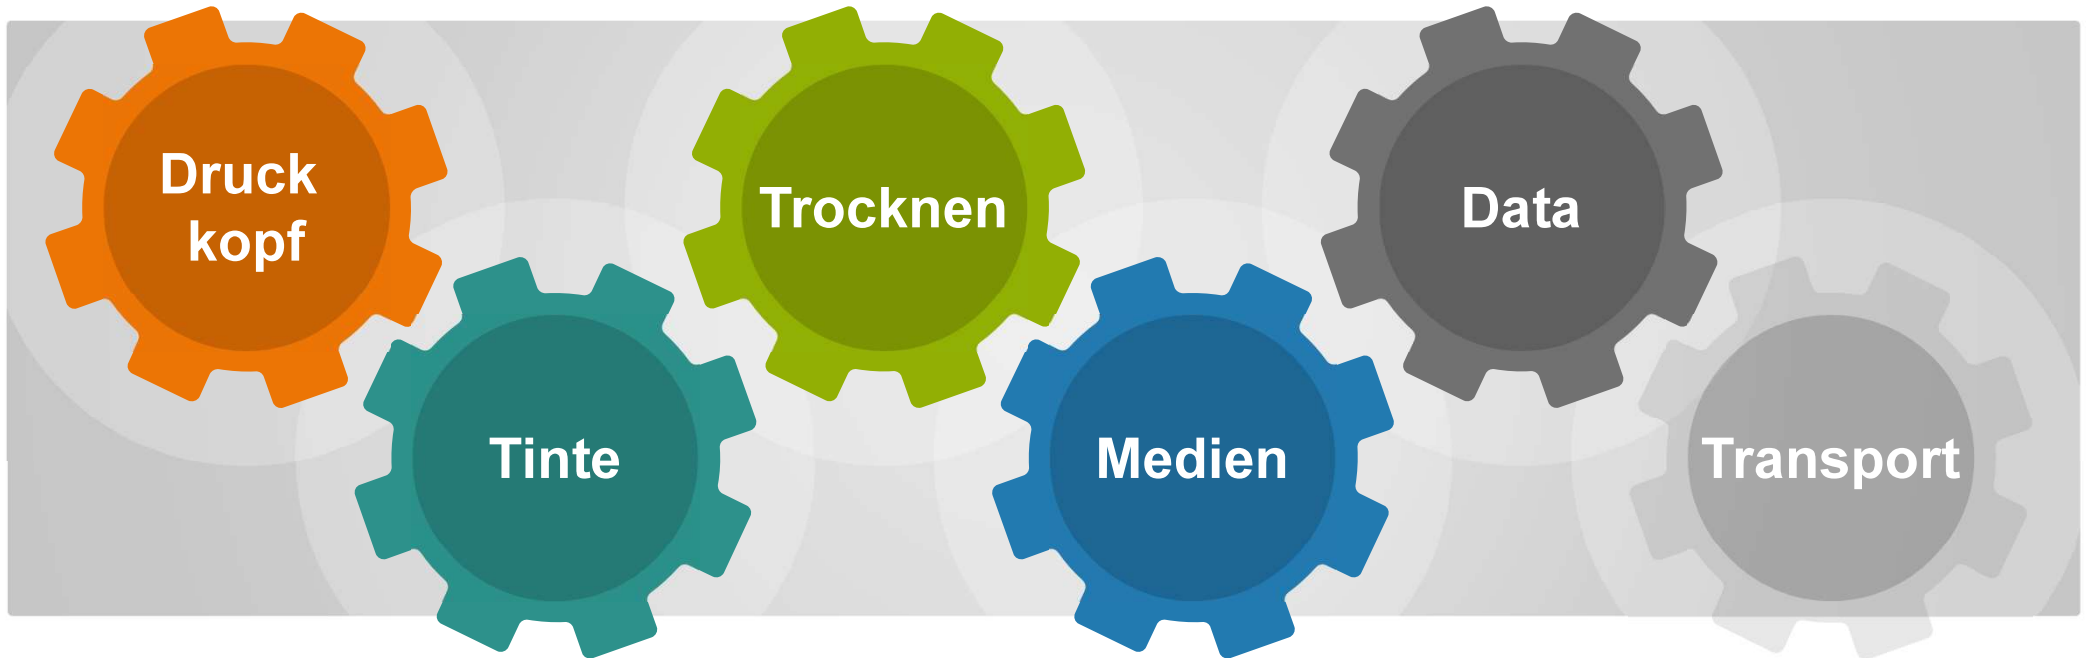 Druck
kopf
Tinte
Trocknen
Medien
Data
Transport